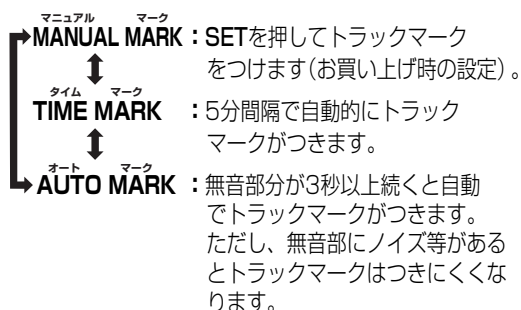 マニュアル マーク
MANUAL MARK：SETを押してトラックマーク
をつけます（お買い上げ時の設定）。
タイム マーク
TIME MARK ：5分間隔で自動的にトラック
マークがつきます。
オート マーク
AUTO MARK ：無音部分が3秒以上続くと自動
でトラックマークがつきます。
ただし、無音部にノイズ等がある
とトラックマークはつきにくくな
ります。